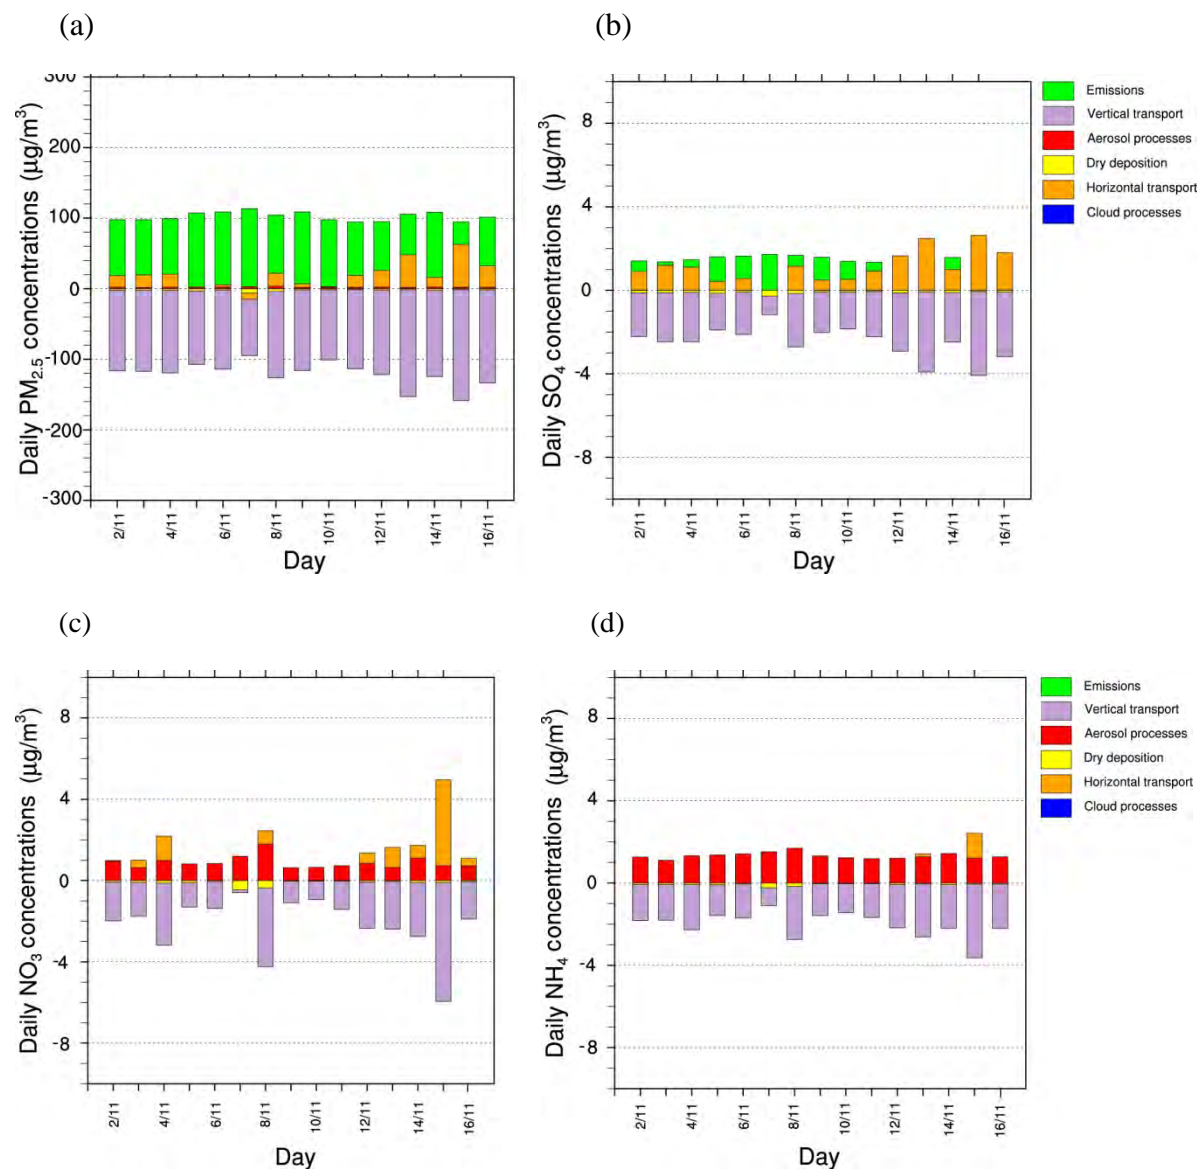 (a)
(b)
300
200
100
0
-100
-200
-300
Daily PM2.5 concentrations (µg/m3)
2/11
4/11
6/11
8/11
10/11
12/11
14/11
16/11
Day
8
4
0
-4
-8
Daily SO4 concentrations (µg/m3)
2/11
4/11
6/11
8/11
10/11
12/11
14/11
16/11
Day
Emissions
Vertical transport
Aerosol processes
Dry deposition
Horizontal transport
Cloud processes
(c)
(d)
8
4
0
-4
-8
Daily NO3 concentrations (µg/m3)
2/11
4/11
6/11
8/11
10/11
12/11
14/11
16/11
Day
8
4
0
-4
-8
Daily NH4 concentrations (µg/m3)
2/11
4/11
6/11
8/11
10/11
12/11
14/11
16/11
Day
Emissions
Vertical transport
Aerosol processes
Dry deposition
Horizontal transport
Cloud processes